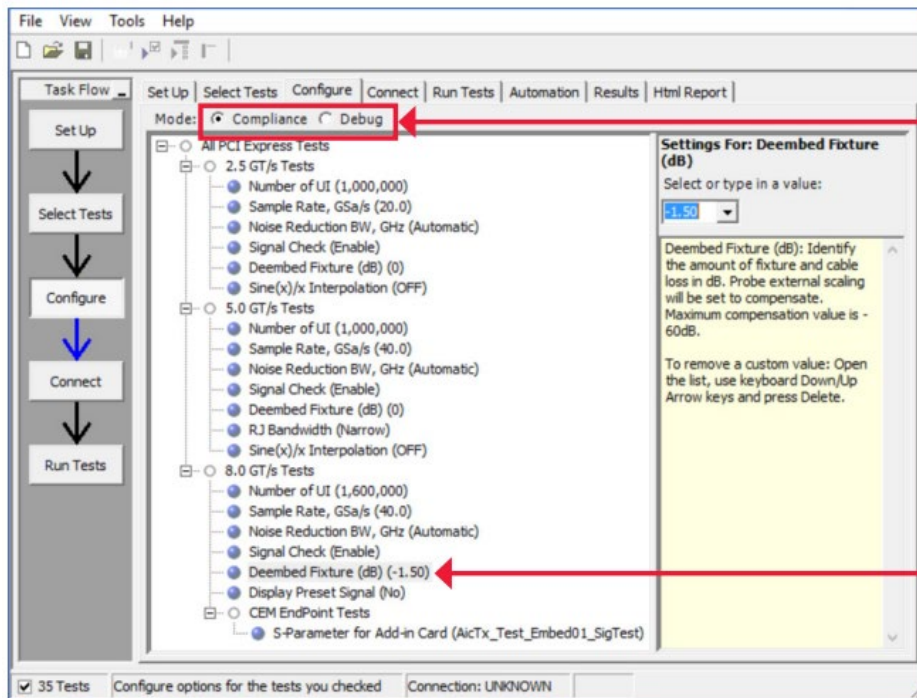 File View Tools Help
Task Flow
Set Up
Select Tests
Configure
Connect
Run Tests
Set Up Select Tests Configure Connect Run Tests Automation Results Html Report
Mode: Compliance Debug
All PCI Express Tests
2.5 GT/s Tests
Number of UI (1,000,000)
Sample Rate, GSa/s (20.0)
Noise Reduction BW, GHz (Automatic)
Signal Check (Enable)
Deembed Fixture (dB) (0)
Sine(x)/x Interpolation (OFF)
5.0 GT/s Tests
Number of UI (1,000,000)
Sample Rate, GSa/s (40.0)
Noise Reduction BW, GHz (Automatic)
Signal Check (Enable)
Deembed Fixture (dB) (0)
RJ Bandwidth (Narrow)
Sine(x)/x Interpolation (OFF)
8.0 GT/s Tests
Number of UI (1,600,000)
Sample Rate, GSa/s (40.0)
Noise Reduction BW, GHz (Automatic)
Signal Check (Enable)
Deembed Fixture (dB) (-1.50)
Display Preset Signal (No)
CEM EndPoint Tests
S-Parameter for Add-in Card (AicTx_Test_Embed01_SigTest)
Settings For: Deembed Fixture
(dB)
Select or type in a value:
-1.50
Deembed Fixture (dB): Identify
the amount of fixture and cable
loss in dB. Probe external scaling
will be set to compensate.
Maximum compensation value is -
60dB.
To remove a custom value: Open
the list, use keyboard Down/Up
Arrow keys and press Delete.
35 Tests Configure options for the tests you checked Connection: UNKNOWN